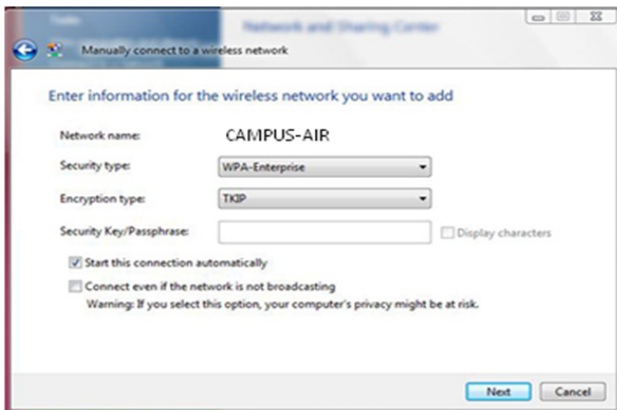 Network and Sharing Center
Manually connect to a wireless network
Enter information for the wireless network you want to add
Network name: CAMPUS-AIR
Security type: WPA-Enterprise
Encryption type: TKIP
Security Key/Passphrase: Display characters
Start this connection automatically
Connect even if the network is not broadcasting
Warning: If you select this option, your computer's privacy might be at risk.
Next Cancel